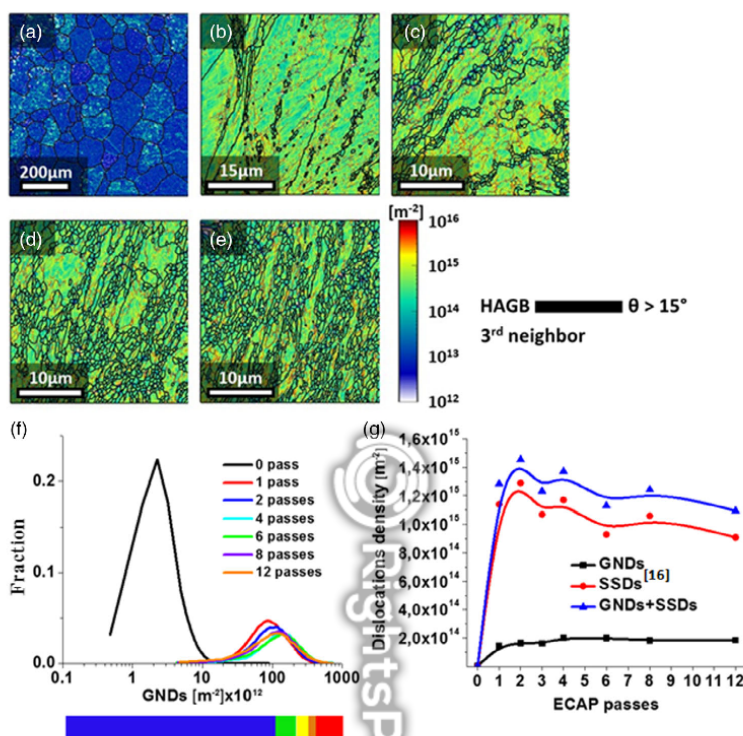 (a)
(b)
(c)
200µm
15µm
10µm
(d)
(e)
10µm
10µm
[m⁻²]
10¹⁶
10¹⁵
10¹⁴
10¹³
10¹²
HAGB θ > 15°
3ʳᵈ neighbor
(f)
0.2
0.1
0.0
Fraction
0 pass
1 pass
2 passes
4 passes
6 passes
8 passes
12 passes
0.1 1 10 100 1000
GNDs [m⁻²]x10¹²
(g)
1,6x10¹⁵
1,4x10¹⁵
1,2x10¹⁵
1,0x10¹⁵
8,0x10¹⁴
6,0x10¹⁴
4,0x10¹⁴
2,0x10¹⁴
Dislocations density [m⁻²]
GNDs
SSDs[16]
GNDs+SSDs
0 1 2 3 4 5 6 7 8 9 10 11 12
ECAP passes
RightsP